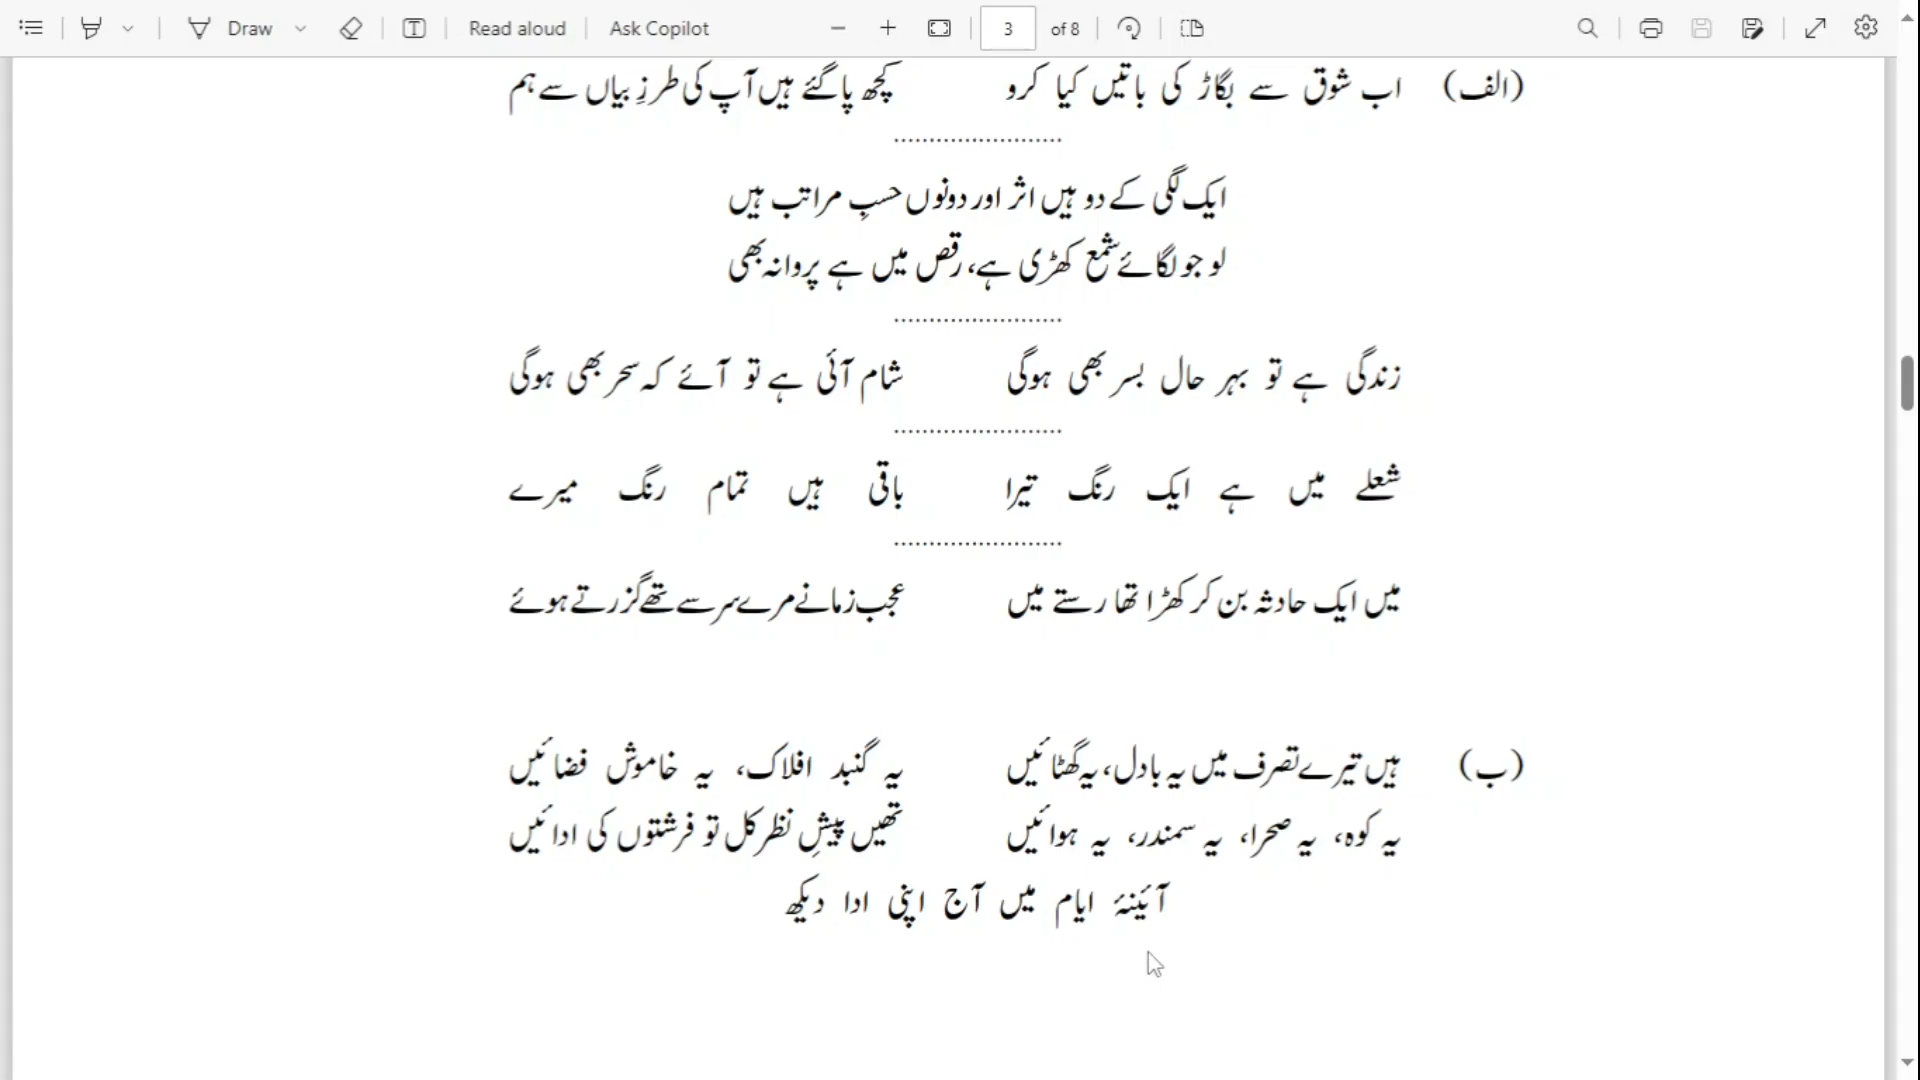 Draw
Read aloud
Ask Copilot
3 of 8
(الف) اب شوق سے بگاڑ کی باتیں کیا کرو کچھ پا گئے ہیں آپ کی طرزِ بیاں سے ہم
........................
ایک لگی کے دو ہیں اثر اور دونوں حسبِ مراتب ہیں
لو جو لگائے شمع کھڑی ہے، رقص میں ہے پروانہ بھی
........................
زندگی ہے تو بہر حال بسر بھی ہوگی شام آئی ہے تو آئے کہ سحر بھی ہوگی
........................
شعلے میں ہے ایک رنگ تیرا باقی ہیں تمام رنگ میرے
........................
میں ایک حادثہ بن کر کھڑا تھا رستے میں عجب زمانے مرے سر سے تھے گزرتے ہوئے
(ب) ہیں تیرے تصرف میں یہ بادل، یہ گھٹائیں یہ گنبد افلاک، یہ خاموش فضائیں
یہ کوہ، یہ صحرا، یہ سمندر، یہ ہوائیں تھیں پیشِ نظر کل تو فرشتوں کی ادائیں
آئینۂ ایام میں آج اپنی ادا دیکھ